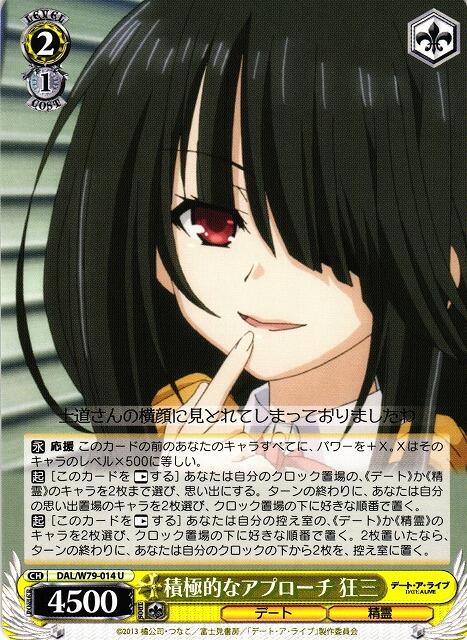 LEVEL
2
1
COST
士道さんの横顔に見とれてしまっておりましたわ
永 応援 このカードの前のあなたのキャラすべてに、パワーを＋X。Xはその
キャラのレベル×500に等しい。
起 [このカードを する] あなたは自分のクロック置場の、《デート》か《精
霊》のキャラを2枚まで選び、思い出にする。ターンの終わりに、あなたは自分
の思い出置場のキャラを2枚選び、クロック置場の下に好きな順番で置く。
起 [このカードを する] あなたは自分の控え室の、《デート》か《精霊》の
キャラを2枚選び、クロックの下に好きな順番で置く。2枚置いたなら、
ターンの終わりに、あなたは自分のクロックの下から2枚を、控え室に置く。
CH DAL/W79-014 U
POWER 4500
積極的なアプローチ 狂三
デート・ア・ライブ
DATE A LIVE
SIDE
デート 精霊
©2013 橘公司・つなこ／富士見書房／「デート・ア・ライブ」製作委員会